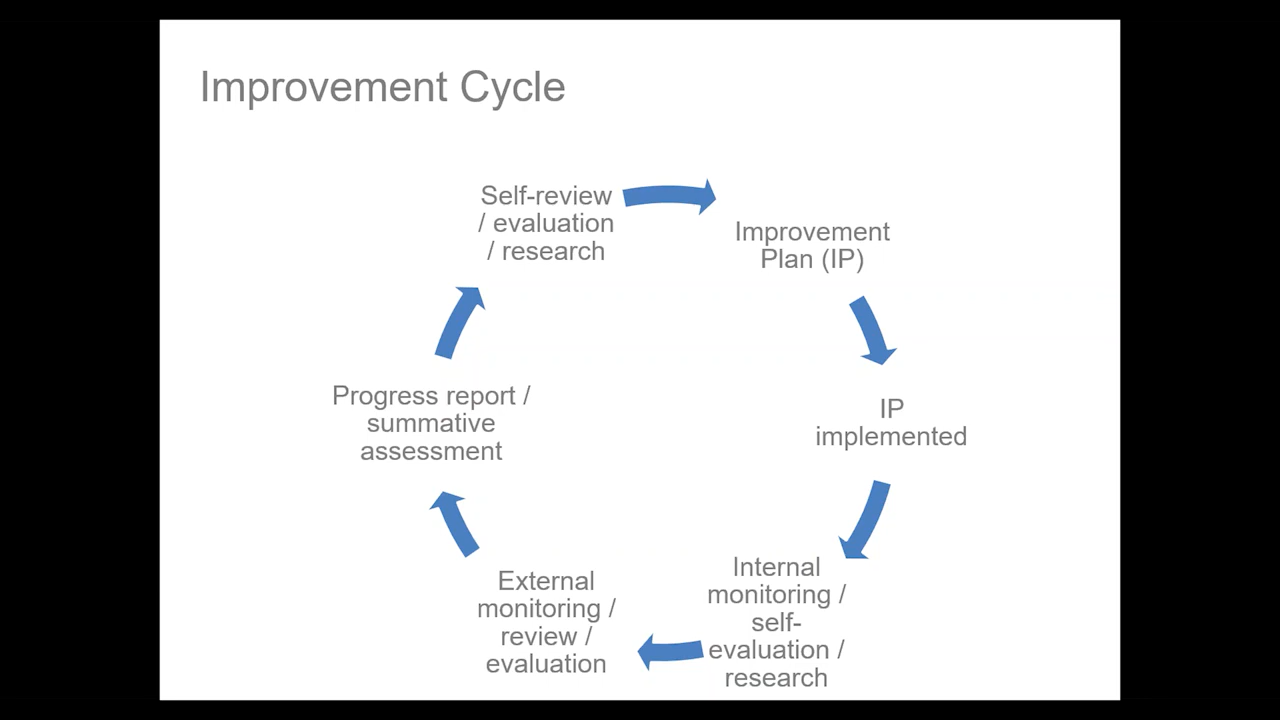 Improvement Cycle
Self-review
/ evaluation
/ research
Improvement
Plan (IP)
IP
implemented
Internal
monitoring /
self-
evaluation /
research
External
monitoring /
review /
evaluation
Progress report /
summative
assessment